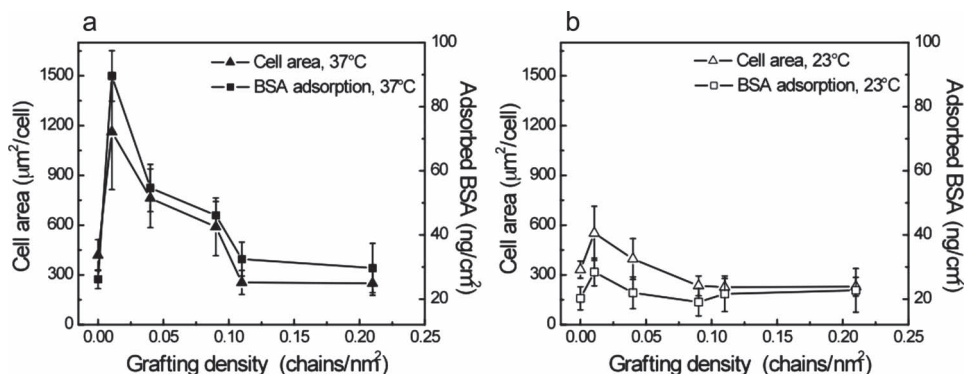 a
Cell area, 37°C
BSA adsorption, 37°C
Cell area (μm²/cell)
1500
1200
900
600
300
0
Adsorbed BSA (ng/cm²)
100
80
60
40
20
0.00 0.05 0.10 0.15 0.20 0.25
Grafting density (chains/nm²)
b
Cell area, 23°C
BSA adsorption, 23°C
Cell area (μm²/cell)
1500
1200
900
600
300
0
Adsorbed BSA (ng/cm²)
100
80
60
40
20
0.00 0.05 0.10 0.15 0.20 0.25
Grafting density (chains/nm²)